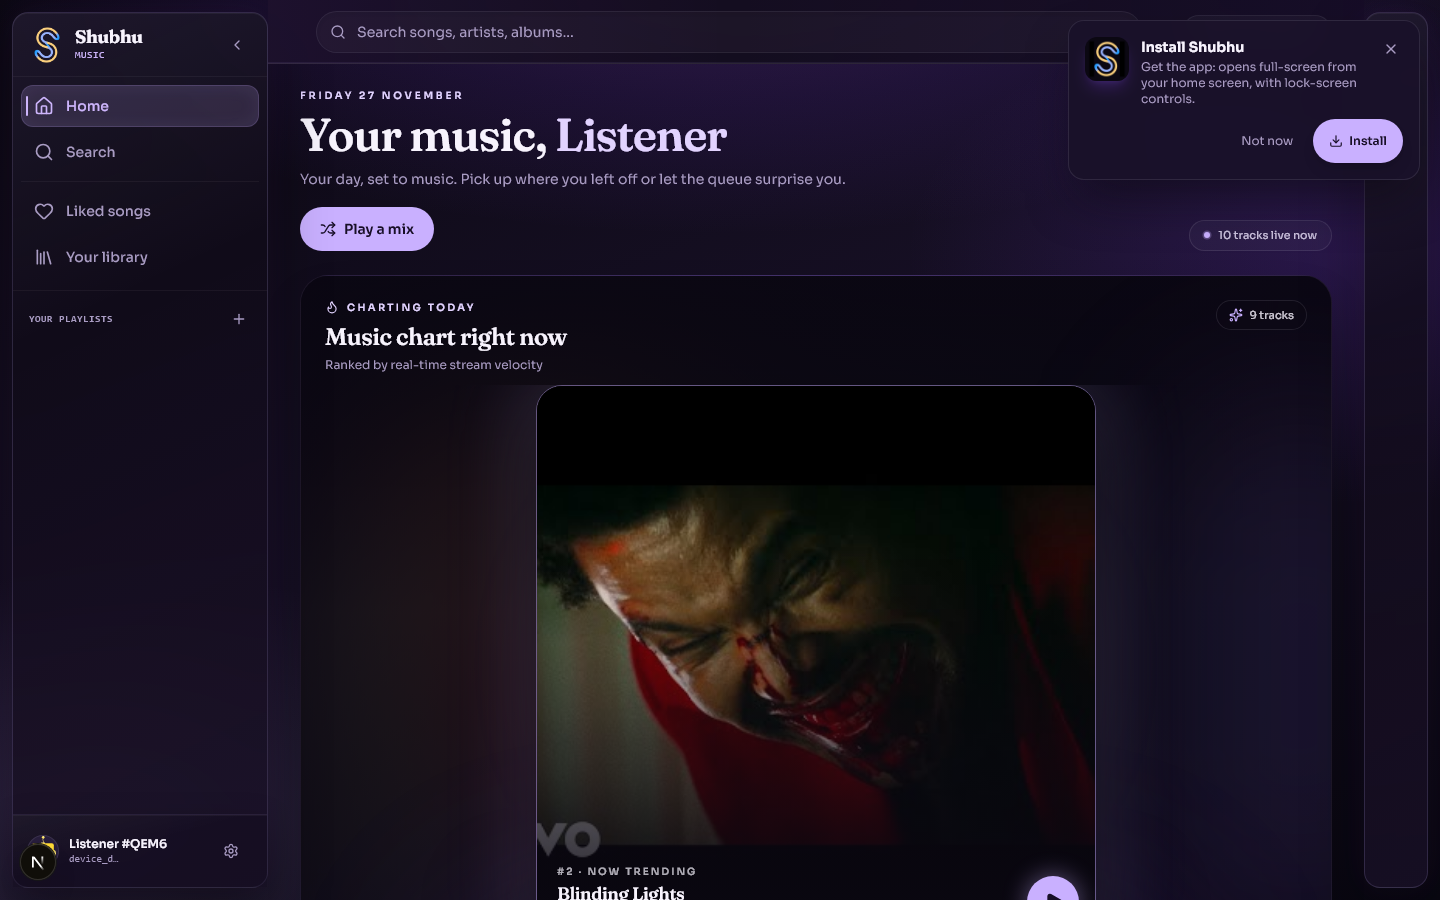 Shubhu
MUSIC
Home
Search
Liked songs
Your library
YOUR PLAYLISTS
Listener #QEM6
device_d…
N
Search songs, artists, albums...
FRIDAY 27 NOVEMBER
Your music, Listener
Your day, set to music. Pick up where you left off or let the queue surprise you.
Play a mix
10 tracks live now
CHARTING TODAY
Music chart right now
Ranked by real-time stream velocity
9 tracks
VO
#2 · NOW TRENDING
Blinding Lights
Install Shubhu
Get the app: opens full-screen from
your home screen, with lock-screen
controls.
Not now
Install